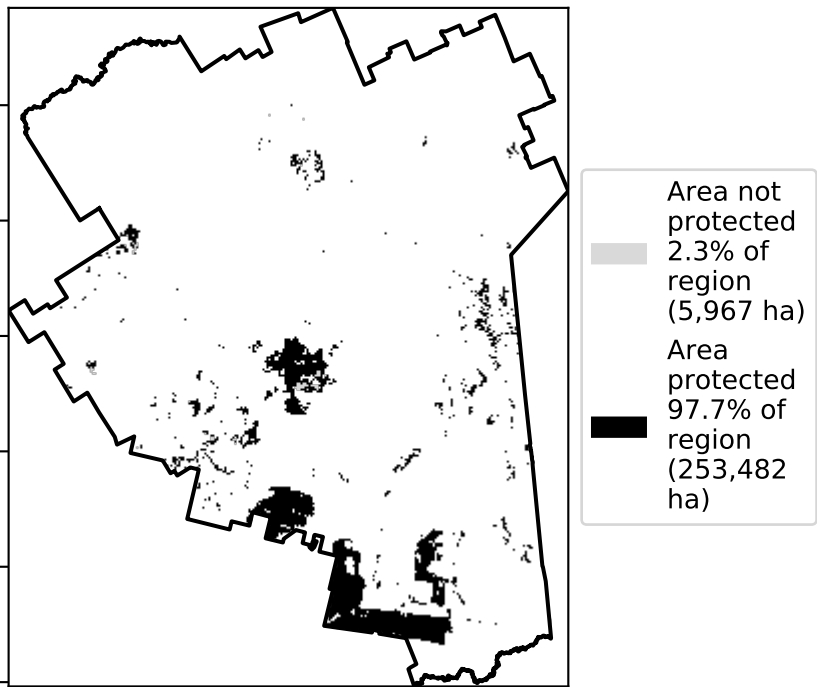 Area not
protected
2.3% of
region
(5,967 ha)
Area
protected
97.7% of
region
(253,482
ha)